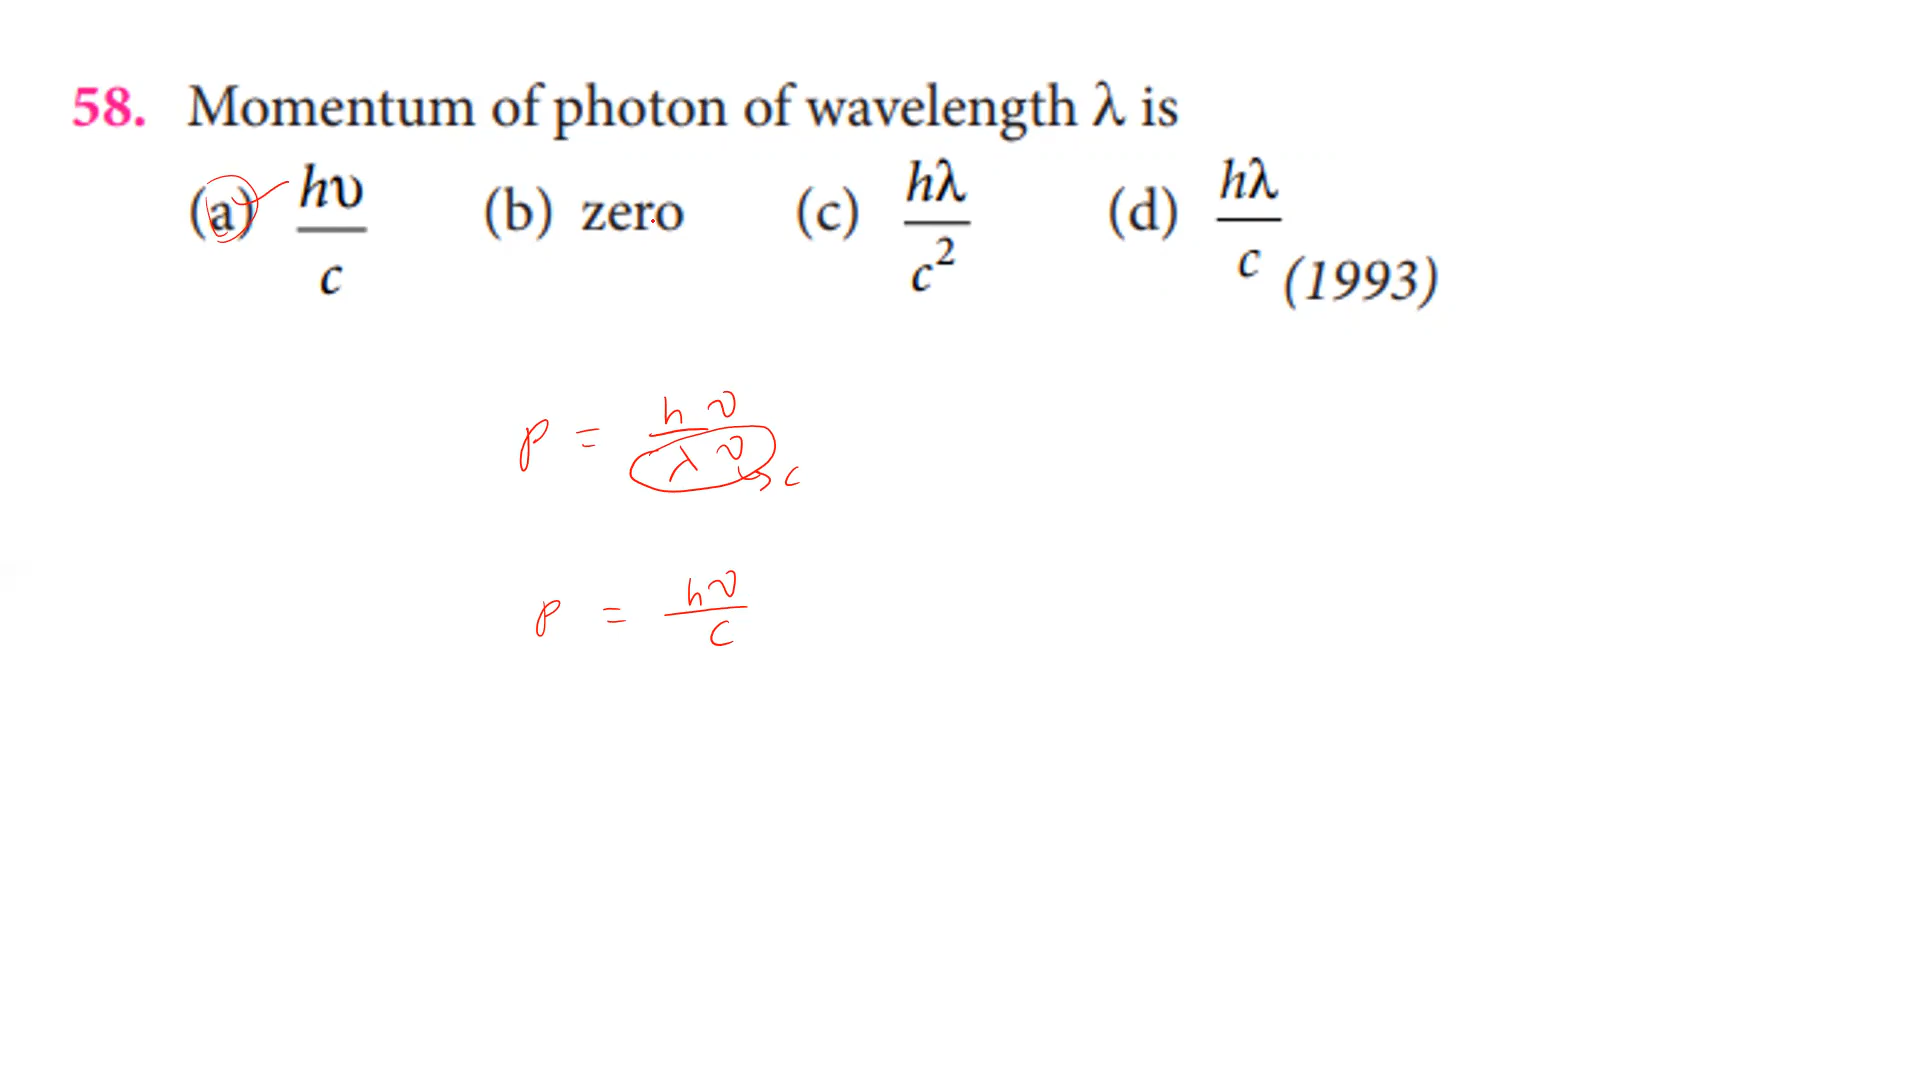 58. Momentum of photon of wavelength λ is
(a) hυ/c (b) zero (c) hλ/c² (d) hλ/c
(1993)
p = hν/λν → c
p = hν/c